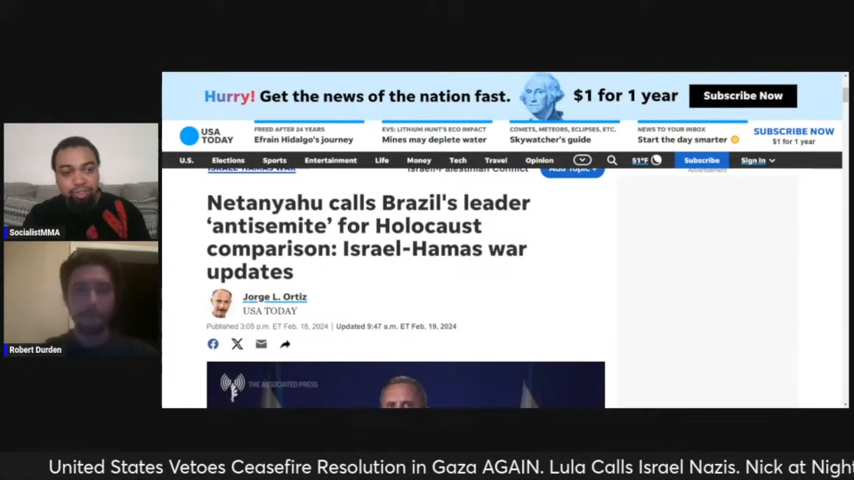 Hurry! Get the news of the nation fast.
$1 for 1 year
Subscribe Now
USA
TODAY
FREED AFTER 24 YEARS
Efrain Hidalgo's journey
EVS: LITHIUM HUNT'S ECO IMPACT
Mines may deplete water
COMETS, METEORS, ECLIPSES, ETC.
Skywatcher's guide
NEWS TO YOUR INBOX
Start the day smarter
SUBSCRIBE NOW
$1 for 1 year
U.S. Elections Sports Entertainment Life Money Tech Travel Opinion
51°F
Subscribe
Sign In
ISRAEL HAMAS WAR
Israeli-Palestinian Conflict
Add Topic +
Advertisement
Netanyahu calls Brazil's leader
‘antisemite’ for Holocaust
comparison: Israel-Hamas war
updates
Jorge L. Ortiz
USA TODAY
Published 3:05 p.m. ET Feb. 18, 2024 | Updated 9:47 a.m. ET Feb. 19, 2024
THE ASSOCIATED PRESS
SocialistMMA
Robert Durden
United States Vetoes Ceasefire Resolution in Gaza AGAIN. Lula Calls Israel Nazis. Nick at Night